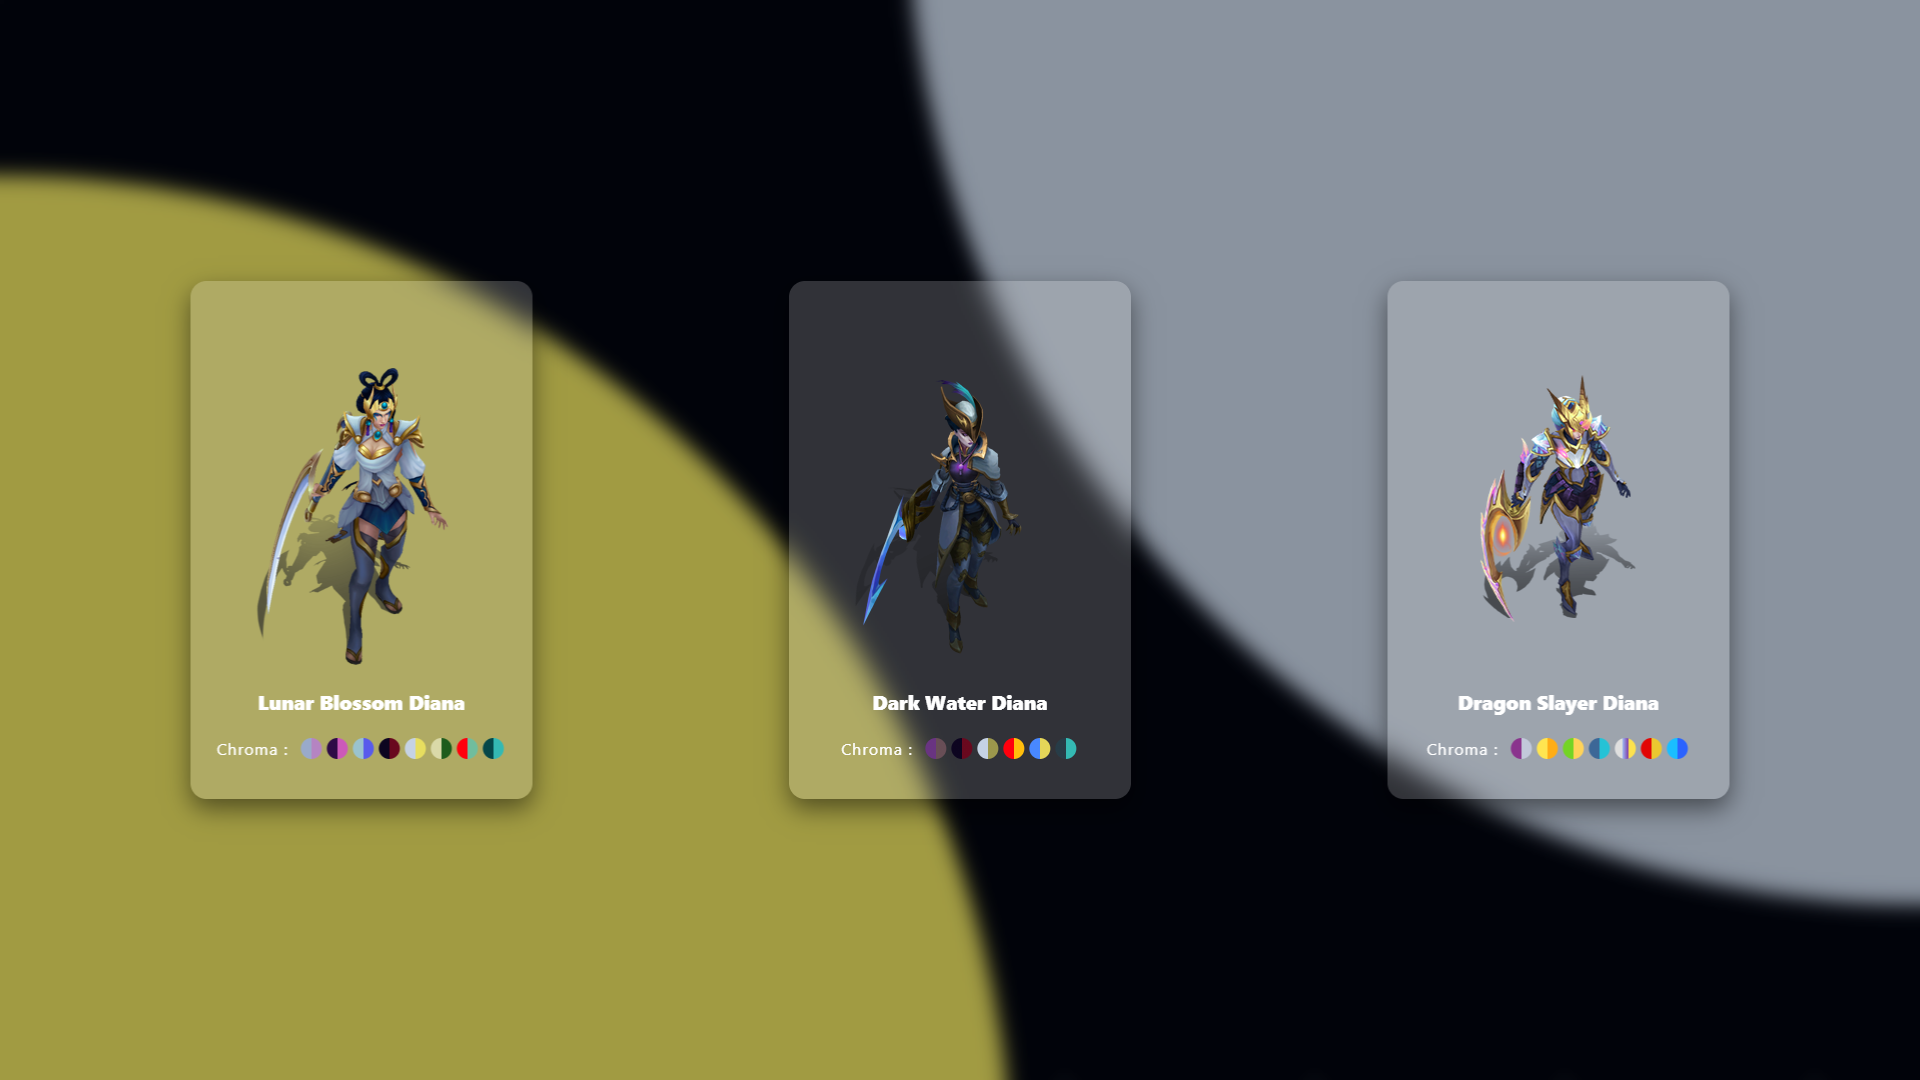 Lunar Blossom Diana
Chroma :
Dark Water Diana
Chroma :
Dragon Slayer Diana
Chroma :